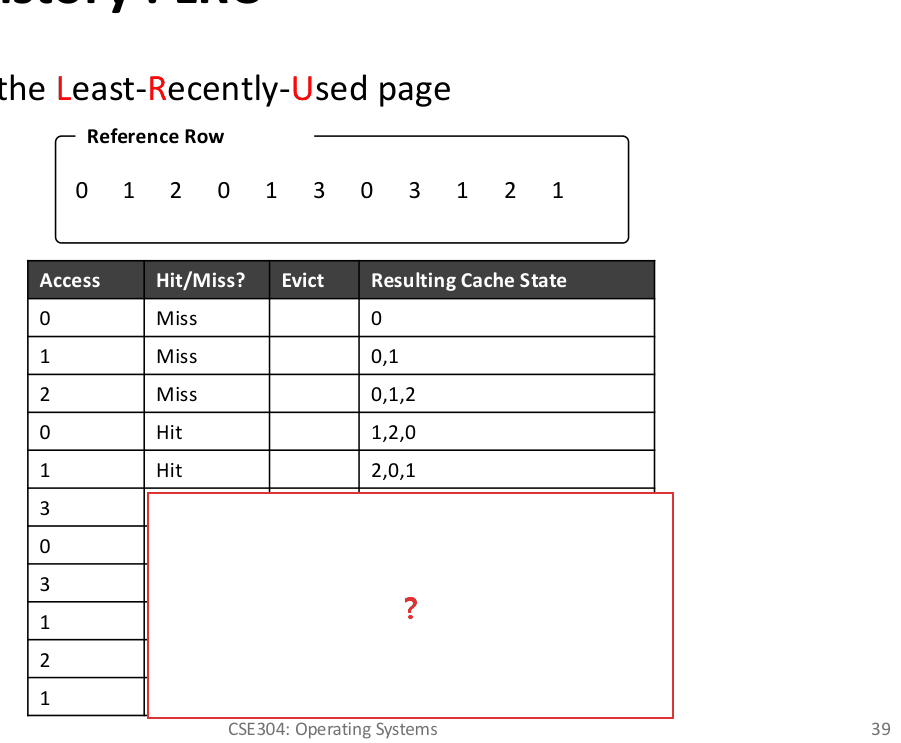 the Least-Recently-Used page
Reference Row
0 1 2 0 1 3 0 3 1 2 1
Access Hit/Miss? Evict Resulting Cache State
0 Miss 0
1 Miss 0,1
2 Miss 0,1,2
0 Hit 1,2,0
1 Hit 2,0,1
3
0
3
?
1
2
1
CSE304: Operating Systems 39